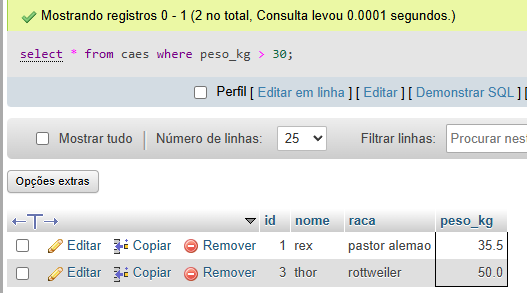 Mostrando registros 0 - 1 (2 no total, Consulta levou 0.0001 segundos.)
select * from caes where peso_kg > 30;
Perfil [ Editar em linha ] [ Editar ] [ Demonstrar SQL ] [
Mostrar tudo Número de linhas: 25 Filtrar linhas: Procurar nest
Opções extras
id nome raca peso_kg
Editar Copiar Remover 1 rex pastor alemao 35.5
Editar Copiar Remover 3 thor rottweiler 50.0